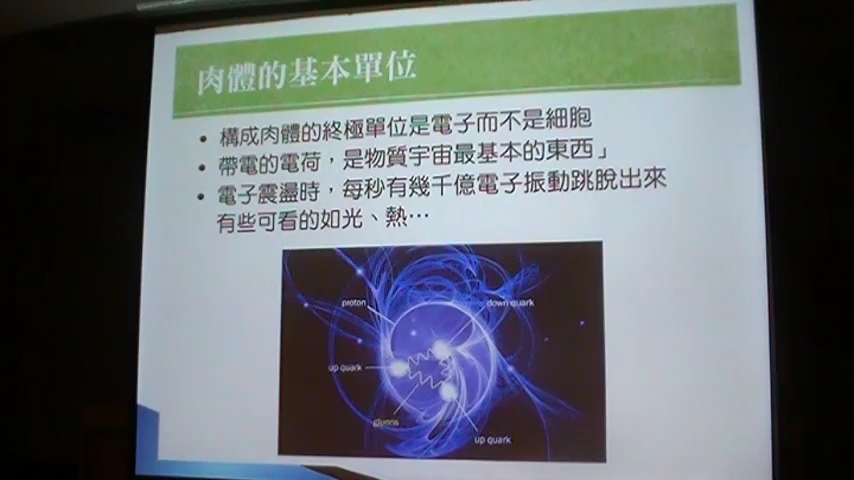 肉體的基本單位
• 構成肉體的終極單位是電子而不是細胞
• 帶電的電荷，是物質宇宙最基本的東西」
• 電子震盪時，每秒有幾千億電子振動跳脫出來
有些可看的如光、熱…
proton
down quark
up quark
gluons
up quark